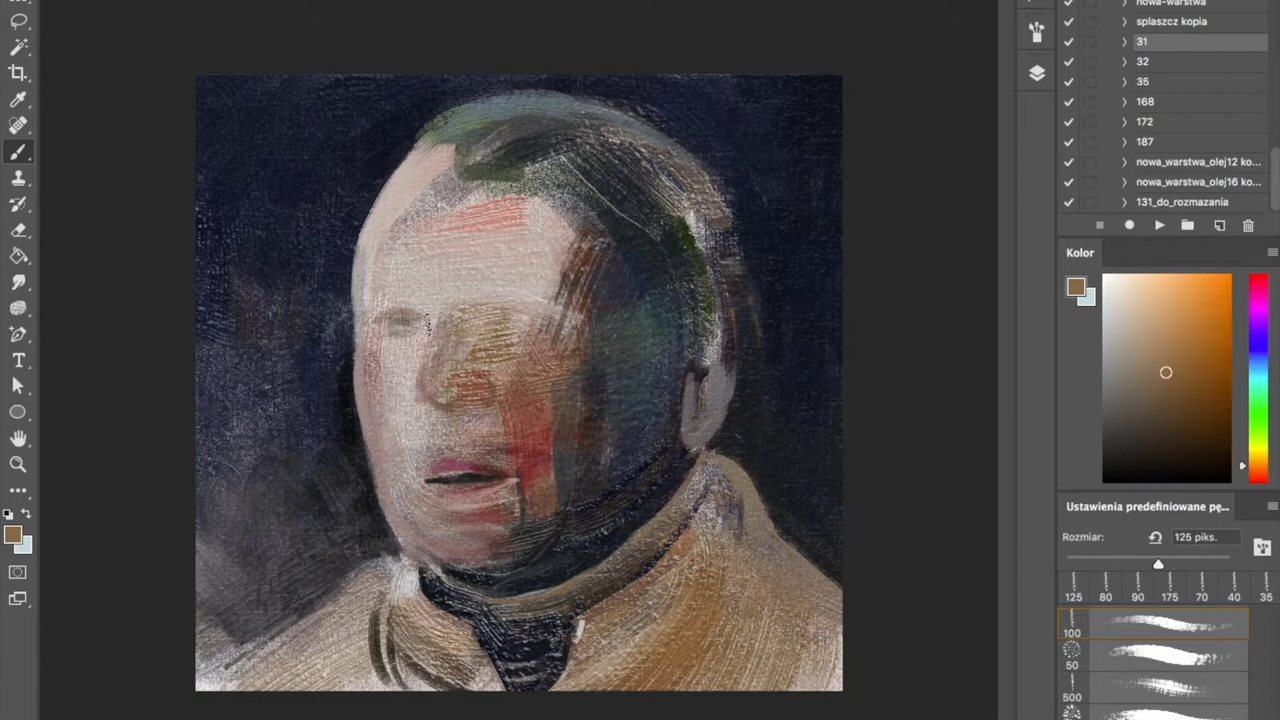 nowa-warstwa
splaszcz kopia
31
32
35
168
172
187
nowa_warstwa_olej12 ko...
nowa_warstwa_olej16 ko...
131_do_rozmazania
Kolor
Ustawienia predefiniowane pę...
Rozmiar:
125 piks.
125 80 90 175 70 40 35
100
50
500